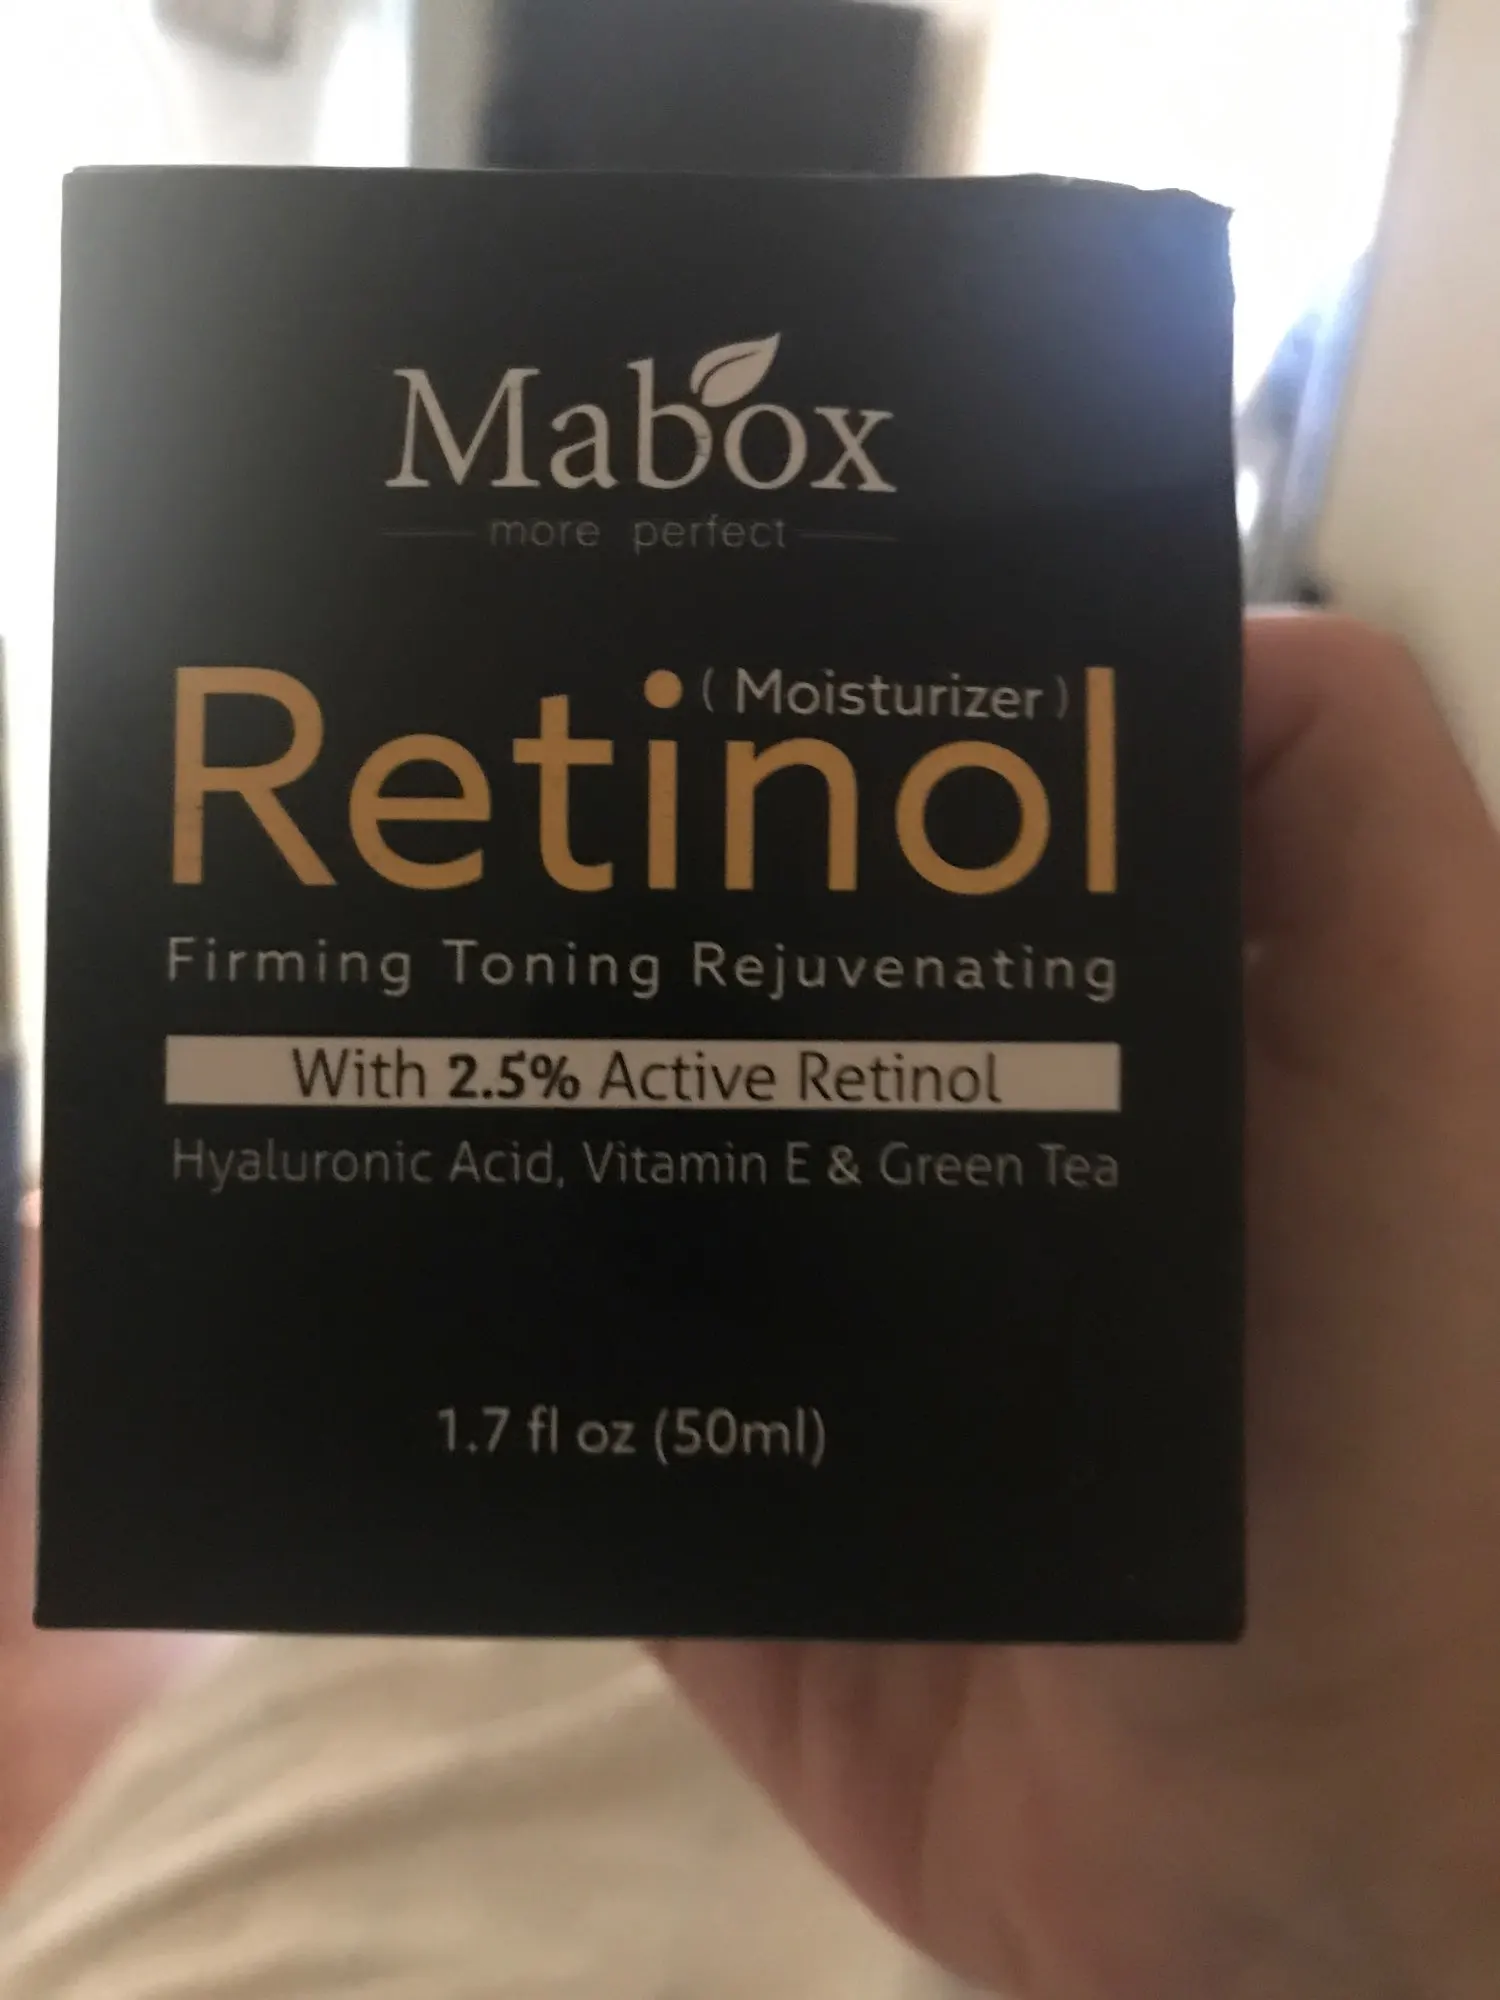 Mabox
more perfect
(Moisturizer)
Retinol
Firming Toning Rejuvenating
With 2.5% Active Retinol
Hyaluronic Acid, Vitamin E & Green Tea
1.7 fl oz (50ml)